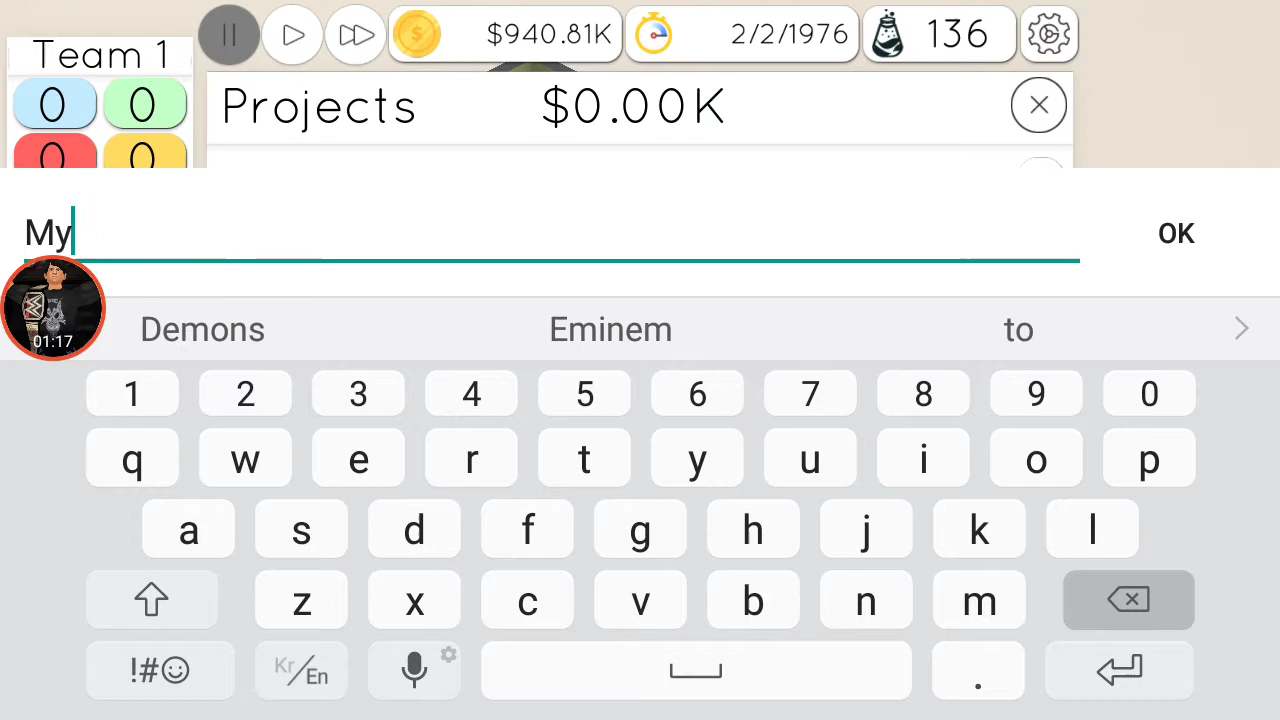 Team 1
$940.81K
2/2/1976
136
0 0
0 0
Projects $0.00K
My
OK
01:17
Demons Eminem to
1 2 3 4 5 6 7 8 9 0
q w e r t y u i o p
a s d f g h j k l
z x c v b n m
!#☺ Kr/En .